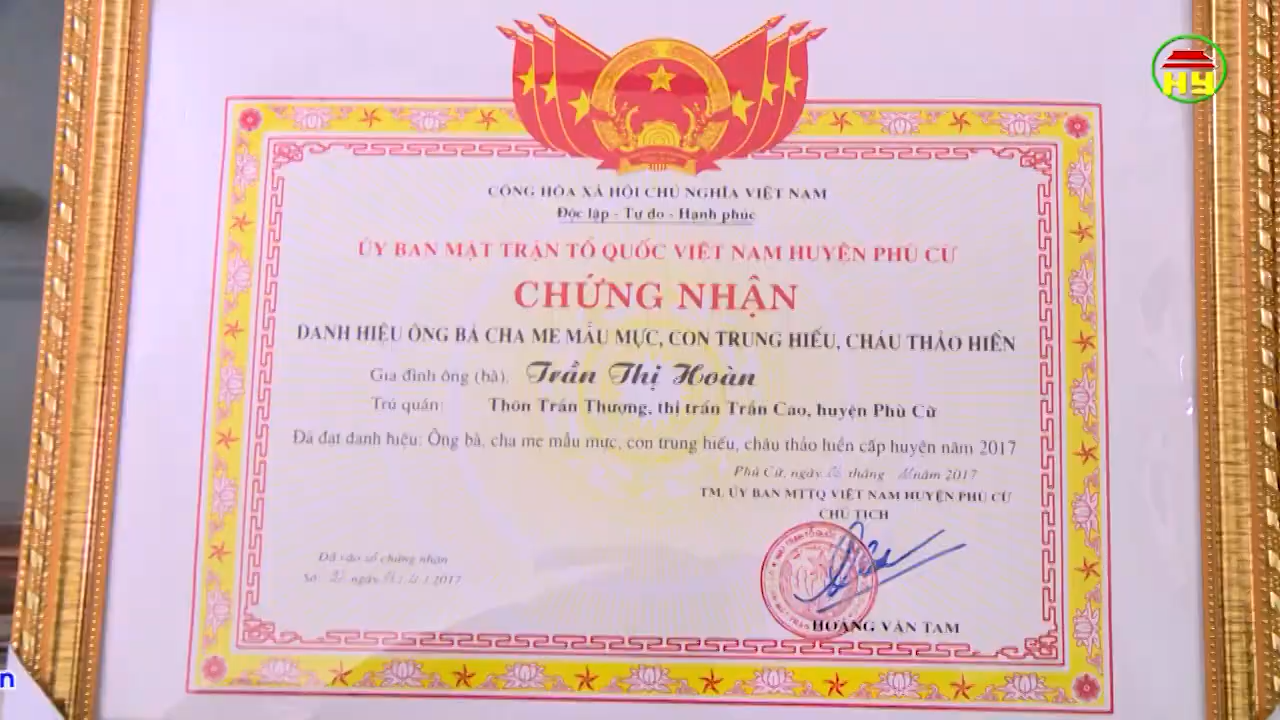 HY
CỘNG HÒA XÃ HỘI CHỦ NGHĨA VIỆT NAM
Độc lập - Tự do - Hạnh phúc
ỦY BAN MẶT TRẬN TỔ QUỐC VIỆT NAM HUYỆN PHÙ CỪ
CHỨNG NHẬN
DANH HIỆU ÔNG BÀ CHA MẸ MẪU MỰC, CON TRUNG HIẾU, CHÁU THẢO HIỀN
Gia đình ông (bà). Trần Thị Hoàn
Trú quán: Thôn Trần Thượng, thị trấn Trần Cao, huyện Phù Cừ
Đã đạt danh hiệu: Ông bà, cha mẹ mẫu mực, con trung hiếu, cháu thảo hiền cấp huyện năm 2017
Phù Cừ, ngày tháng năm 2017
TM. ỦY BAN MTTQ VIỆT NAM HUYỆN PHÙ CỪ
CHỦ TỊCH
Đã vào sổ chứng nhận
Số: ngày 2017
HOÀNG VĂN TAM
n